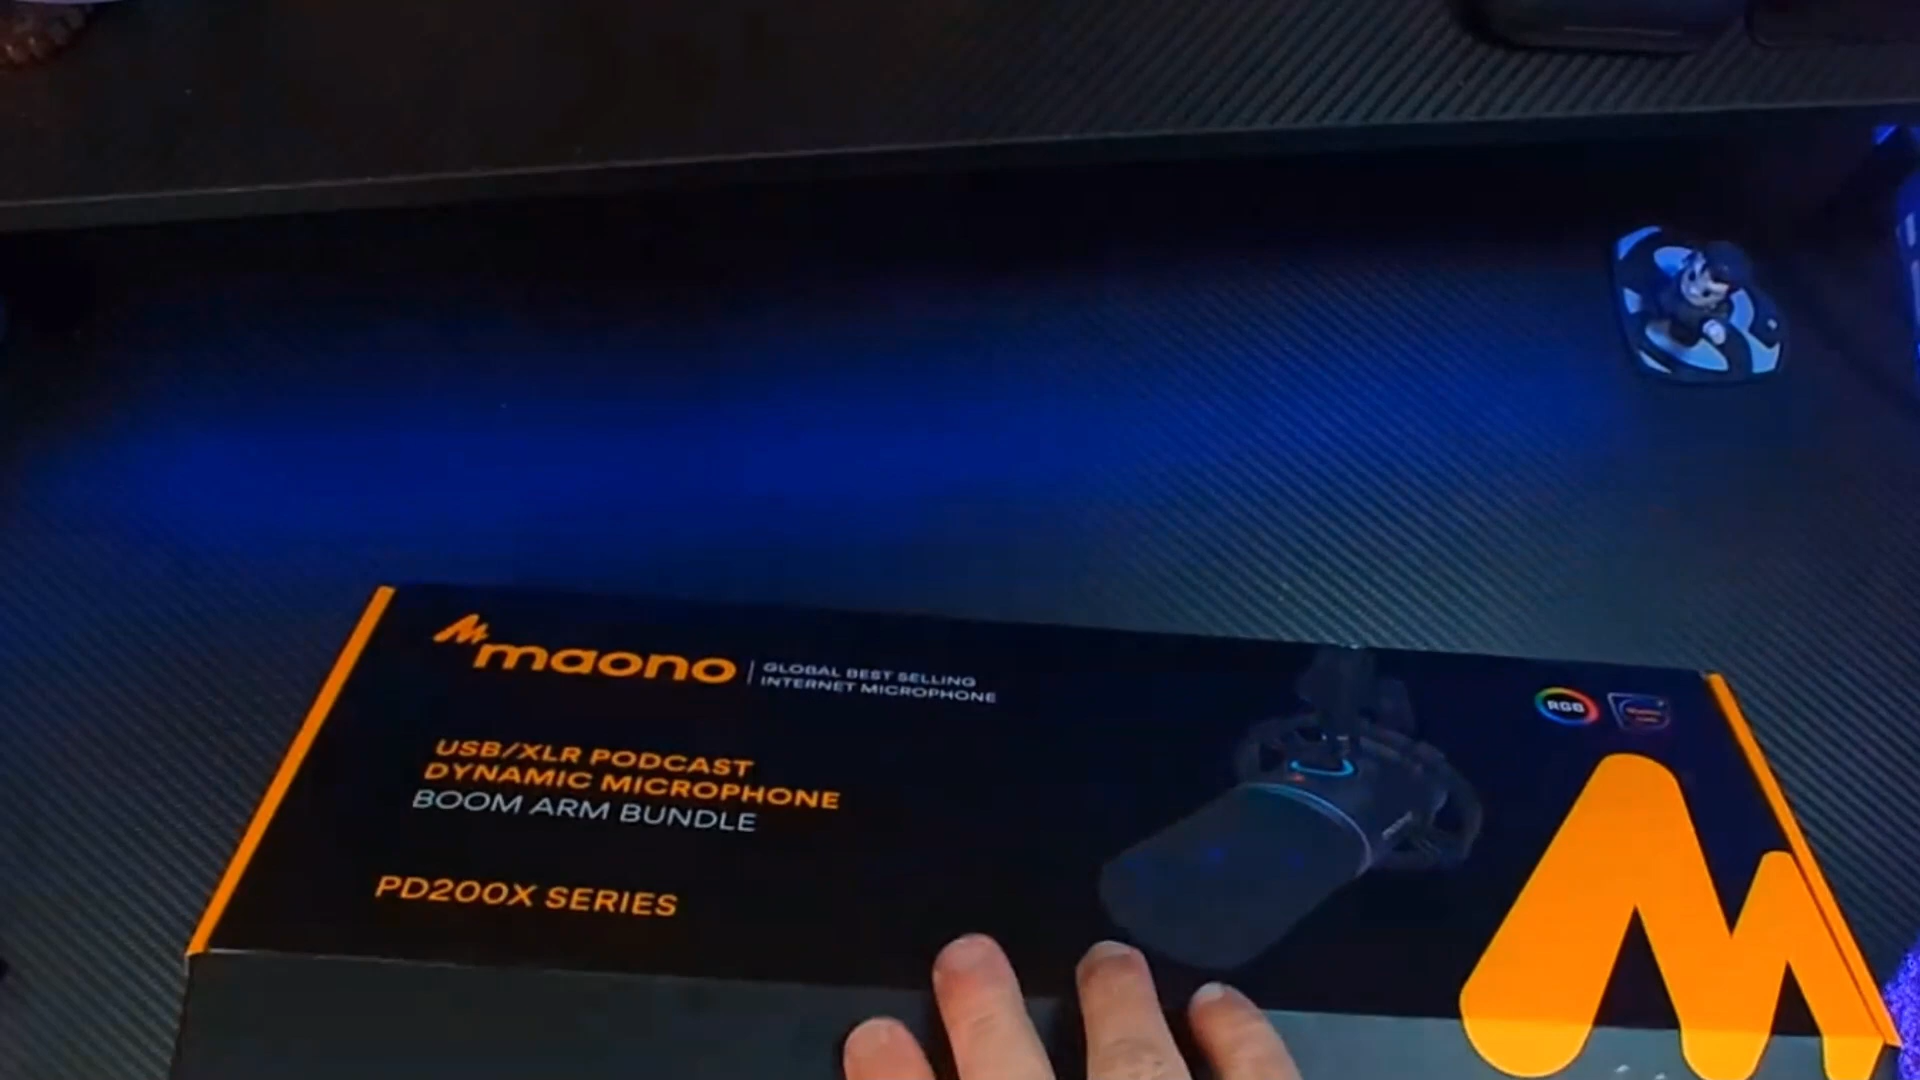 maono
GLOBAL BEST SELLING
INTERNET MICROPHONE
RGB
USB/XLR PODCAST
DYNAMIC MICROPHONE
BOOM ARM BUNDLE
PD200X SERIES